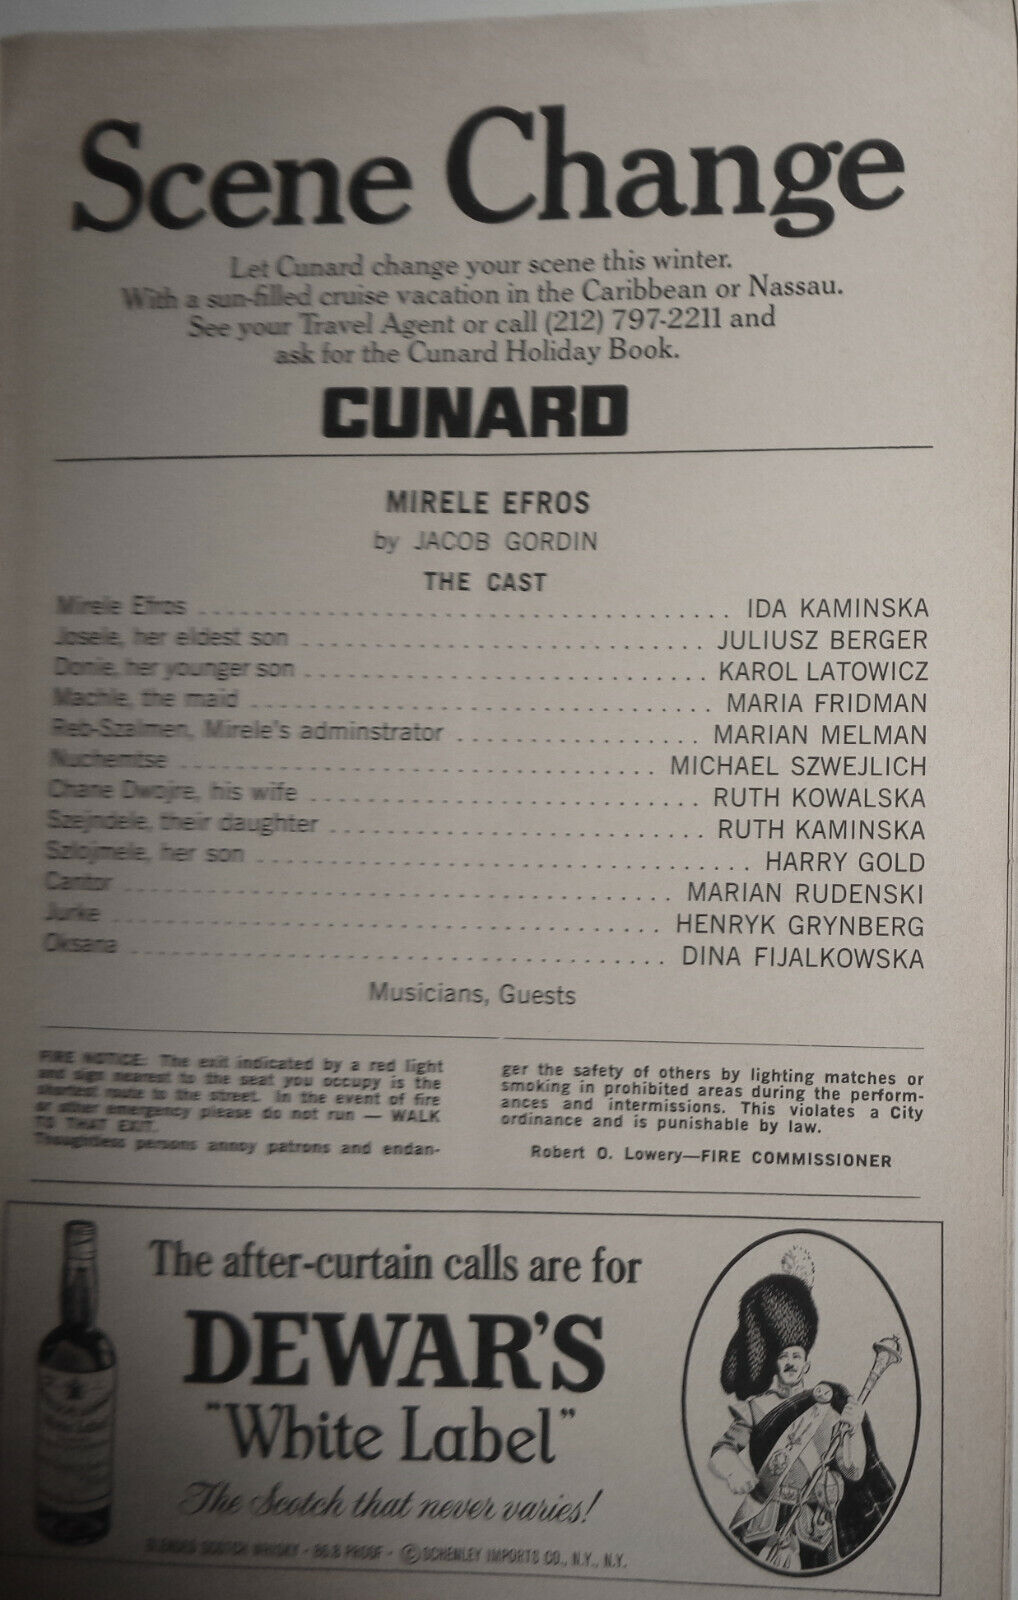 Scene Change
Let Cunard change your scene this winter.
With a sun-filled cruise vacation in the Caribbean or Nassau.
See your Travel Agent or call (212) 797-2211 and
ask for the Cunard Holiday Book.
CUNARD
MIRELE EFROS
by JACOB GORDIN
THE CAST
Mirele Efros ........................................ IDA KAMINSKA
Josele, her eldest son .............................. JULIUSZ BERGER
Donie, her younger son .............................. KAROL LATOWICZ
Machle, the maid .................................. MARIA FRIDMAN
Reb-Szalmen, Mirele's adminstrator .................. MARIAN MELMAN
Nuchemtse .................................. MICHAEL SZWEJLICH
Chane Dwojre, his wife ............................. RUTH KOWALSKA
Szejndele, their daughter ........................... RUTH KAMINSKA
Szlojmele, her son .................................... HARRY GOLD
Cantor ........................................ MARIAN RUDENSKI
Jurke ........................................ HENRYK GRYNBERG
Oksana ...................................... DINA FIJALKOWSKA
Musicians, Guests
FIRE NOTICE: The exit indicated by a red light
and sign nearest to the seat you occupy is the
shortest route to the street. In the event of fire
or other emergency please do not run — WALK
TO THAT EXIT.
Thoughtless persons annoy patrons and endan-
ger the safety of others by lighting matches or
smoking in prohibited areas during the perform-
ances and intermissions. This violates a City
ordinance and is punishable by law.
Robert O. Lowery—FIRE COMMISSIONER
The after-curtain calls are for
DEWAR'S
"White Label"
The Scotch that never varies!
BLENDED SCOTCH WHISKY • 86.8 PROOF • © SCHENLEY IMPORTS CO., N.Y., N.Y.